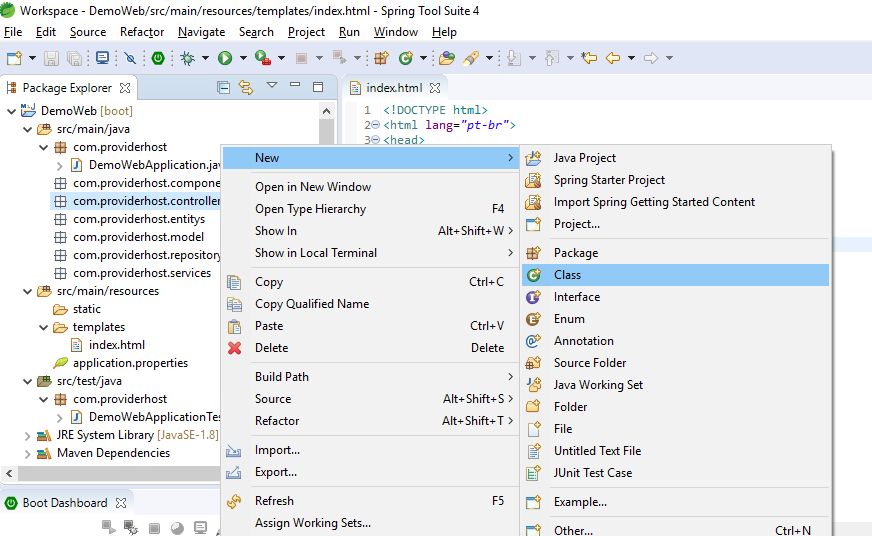 Workspace - DemoWeb/src/main/resources/templates/index.html - Spring Tool Suite 4
File Edit Source Refactor Navigate Search Project Run Window Help
Package Explorer
DemoWeb [boot]
src/main/java
com.providerhost
DemoWebApplication.jav
com.providerhost.compone
com.providerhost.controller
com.providerhost.entitys
com.providerhost.model
com.providerhost.repository
com.providerhost.services
src/main/resources
static
templates
index.html
application.properties
src/test/java
com.providerhost
DemoWebApplicationTes
JRE System Library [JavaSE-1.8]
Maven Dependencies
Boot Dashboard
index.html
1 <!DOCTYPE html>
2 <html lang="pt-br">
3 <head>
New
Open in New Window
Open Type Hierarchy F4
Show In Alt+Shift+W
Show in Local Terminal
Copy Ctrl+C
Copy Qualified Name
Paste Ctrl+V
Delete Delete
Build Path
Source Alt+Shift+S
Refactor Alt+Shift+T
Import...
Export...
Refresh F5
Assign Working Sets...
Java Project
Spring Starter Project
Import Spring Getting Started Content
Project...
Package
Class
Interface
Enum
Annotation
Source Folder
Java Working Set
Folder
File
Untitled Text File
JUnit Test Case
Example...
Other... Ctrl+N